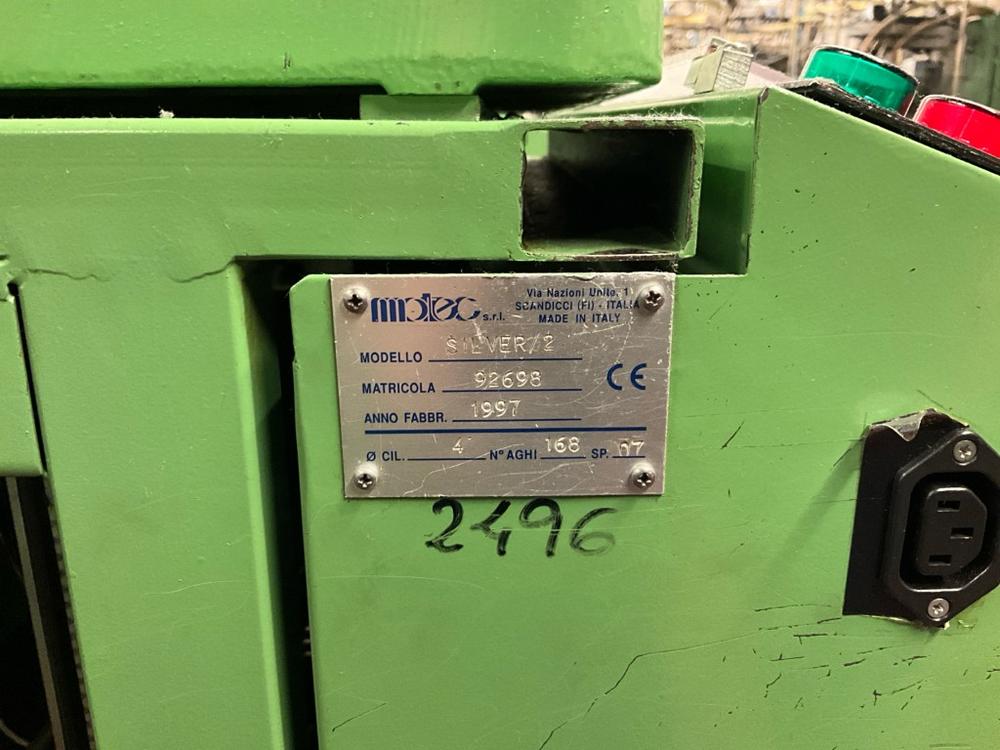 motec s.r.l.
Via Nazioni Unite, 11
SCANDICCI (FI) - ITALIA
MADE IN ITALY
MODELLO SILVER/2
MATRICOLA 92698
ANNO FABBR. 1997
CE
Ø CIL. 4 N° AGHI 168 SP. 07
2496